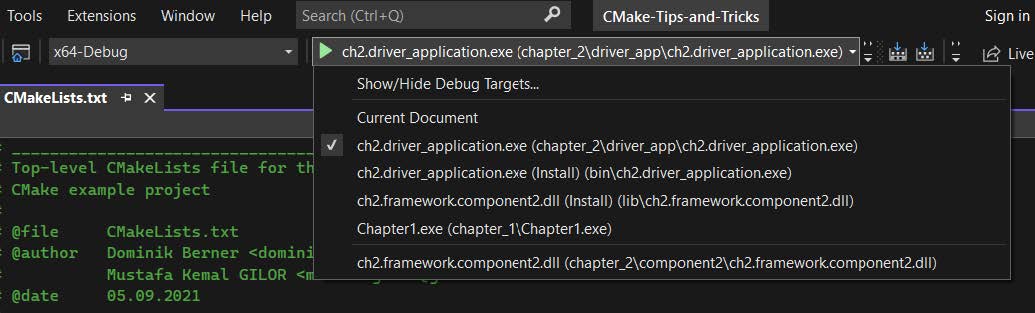 Tools Extensions Window Help Search (Ctrl+Q) CMake-Tips-and-Tricks Sign in
x64-Debug ch2.driver_application.exe (chapter_2\driver_app\ch2.driver_application.exe) Live
Show/Hide Debug Targets...
CMakeLists.txt
Current Document
ch2.driver_application.exe (chapter_2\driver_app\ch2.driver_application.exe)
ch2.driver_application.exe (Install) (bin\ch2.driver_application.exe)
ch2.framework.component2.dll (Install) (lib\ch2.framework.component2.dll)
Chapter1.exe (chapter_1\Chapter1.exe)
ch2.framework.component2.dll (chapter_2\component2\ch2.framework.component2.dll)
# Top-level CMakeLists file for th
# CMake example project
#
# @file CMakeLists.txt
# @author Dominik Berner <domini
# Mustafa Kemal GILOR <m
# @date 05.09.2021